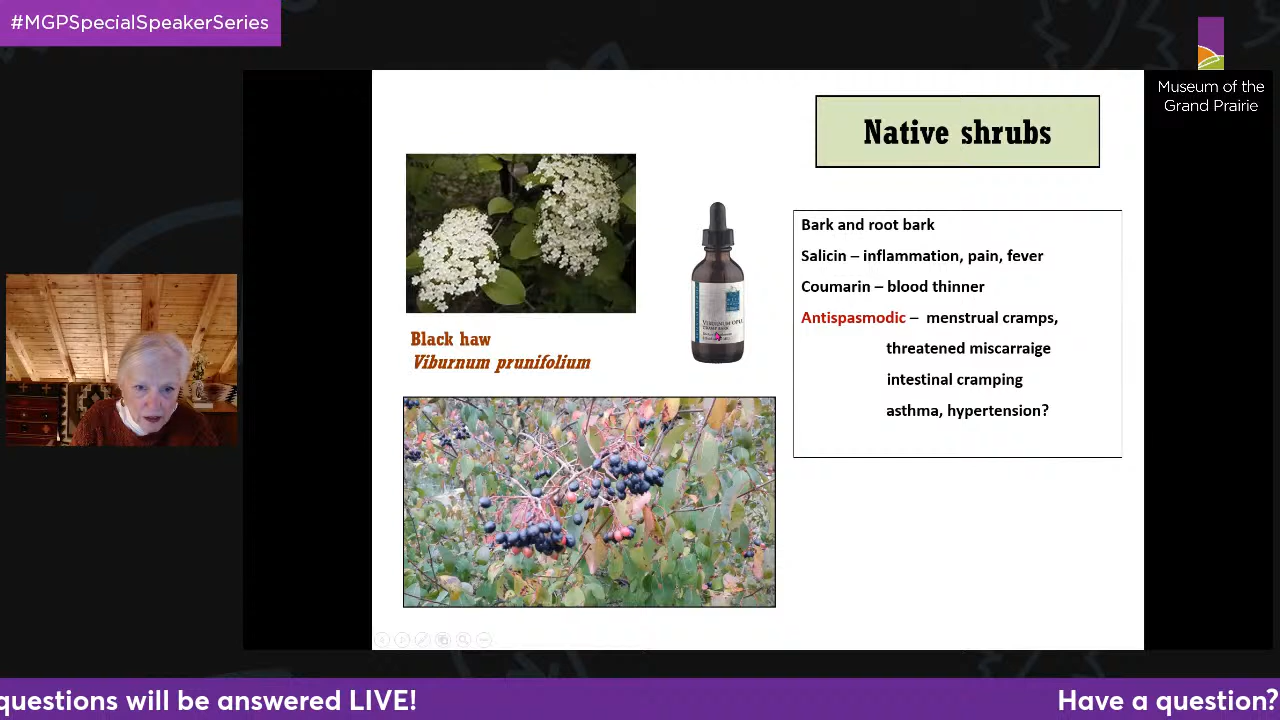 #MGPSpecialSpeakerSeries
Museum of the
Grand Prairie
Native shrubs
Bark and root bark
Salicin – inflammation, pain, fever
Coumarin – blood thinner
Antispasmodic – menstrual cramps,
threatened miscarraige
intestinal cramping
asthma, hypertension?
VIBURNUM
Black haw
Viburnum prunifolium
questions will be answered LIVE!
Have a question?